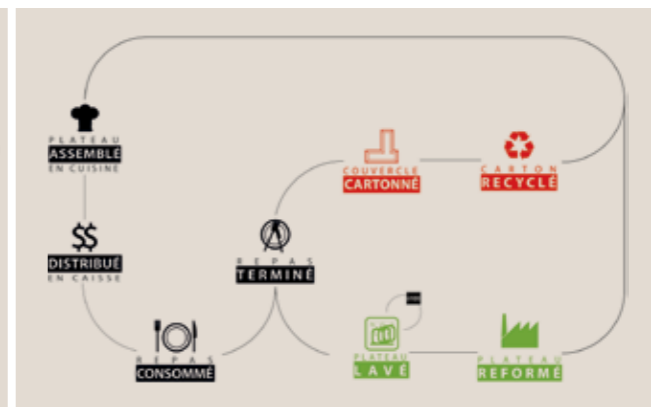 PLATEAU
ASSEMBLÉ
EN CUISINE
$$
DISTRIBUÉ
EN CAISSE
REPAS
CONSOMMÉ
REPAS
TERMINÉ
COUVERCLE
CARTONNÉ
CARTON
RECYCLÉ
PLATEAU
LAVÉ
PLATEAU
REFORMÉ